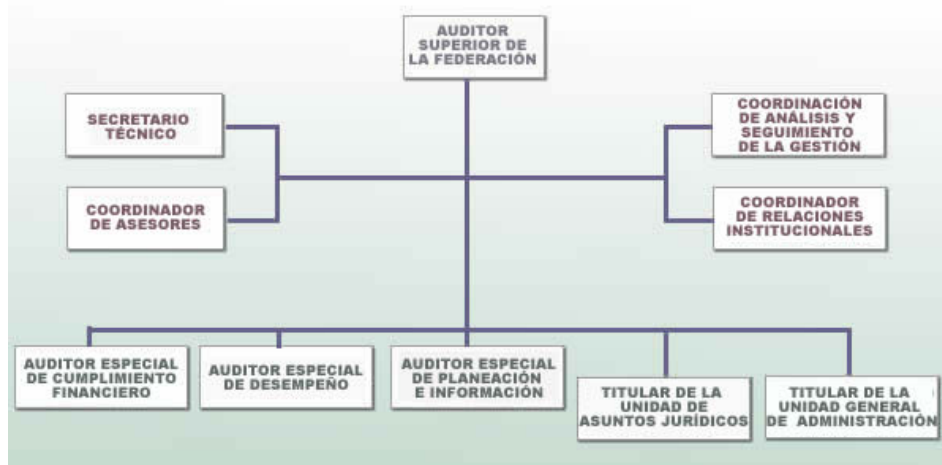 AUDITOR
SUPERIOR DE
LA FEDERACIÓN
SECRETARIO
TÉCNICO
COORDINACIÓN
DE ANÁLISIS Y
SEGUIMIENTO
DE LA GESTIÓN
COORDINADOR
DE ASESORES
COORDINADOR
DE RELACIONES
INSTITUCIONALES
AUDITOR ESPECIAL
DE CUMPLIMIENTO
FINANCIERO
AUDITOR ESPECIAL
DE DESEMPEÑO
AUDITOR ESPECIAL
DE PLANEACIÓN
E INFORMACIÓN
TITULAR DE LA
UNIDAD DE
ASUNTOS JURÍDICOS
TITULAR DE LA
UNIDAD GENERAL
DE ADMINISTRACIÓN